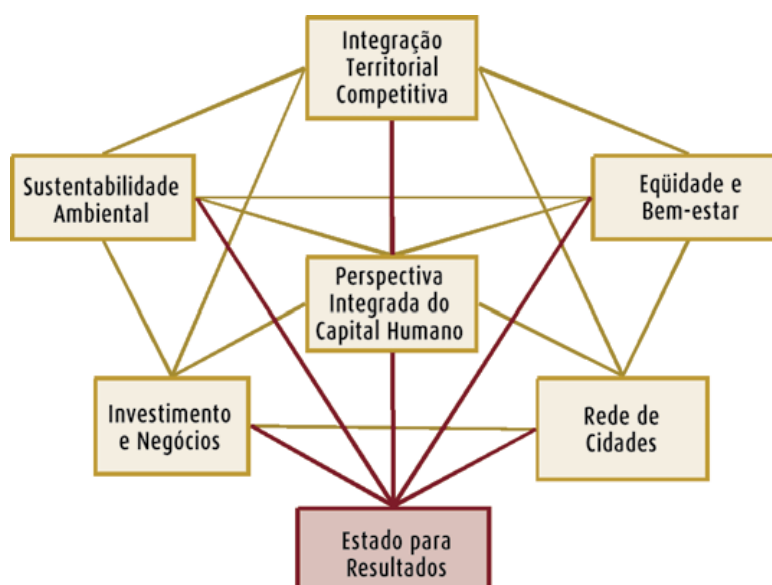 Integração
Territorial
Competitiva
Sustentabilidade
Ambiental
Eqüidade e
Bem-estar
Perspectiva
Integrada do
Capital Humano
Investimento
e Negócios
Rede de
Cidades
Estado para
Resultados